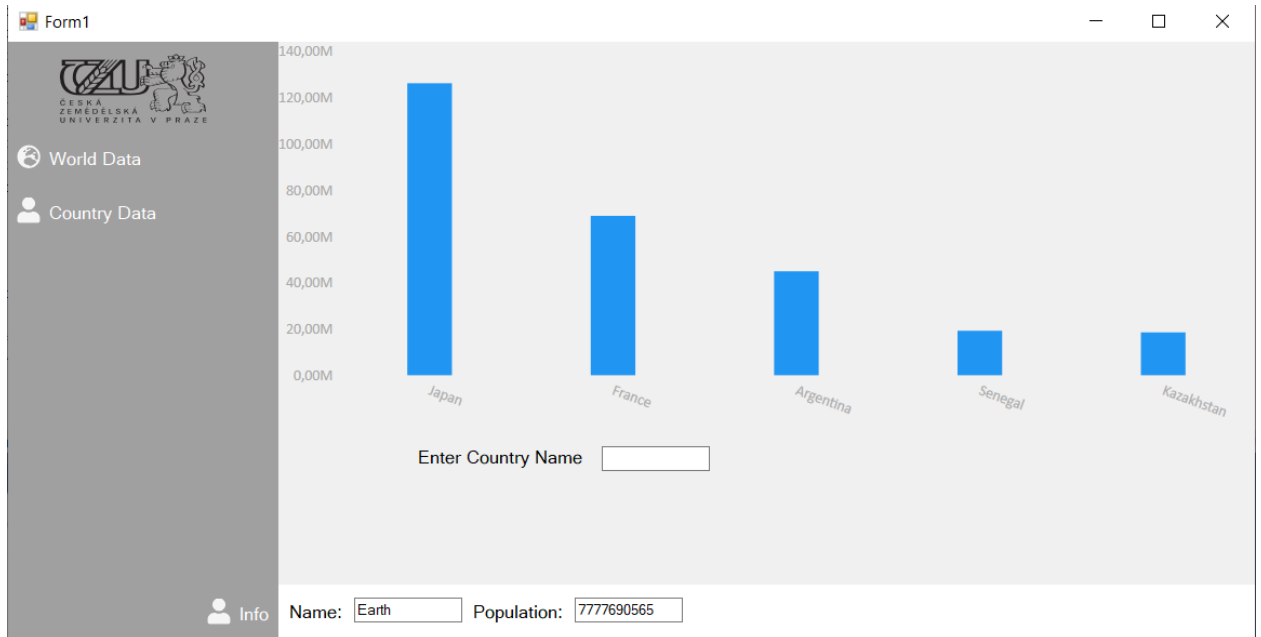 Form1
ČESKÁ
ZEMĚDĚLSKÁ
UNIVERZITA V PRAZE
World Data
Country Data
140,00M
120,00M
100,00M
80,00M
60,00M
40,00M
20,00M
0,00M
Japan France Argentina Senegal Kazakhstan
Enter Country Name
Info Name: Earth Population: 7777690565